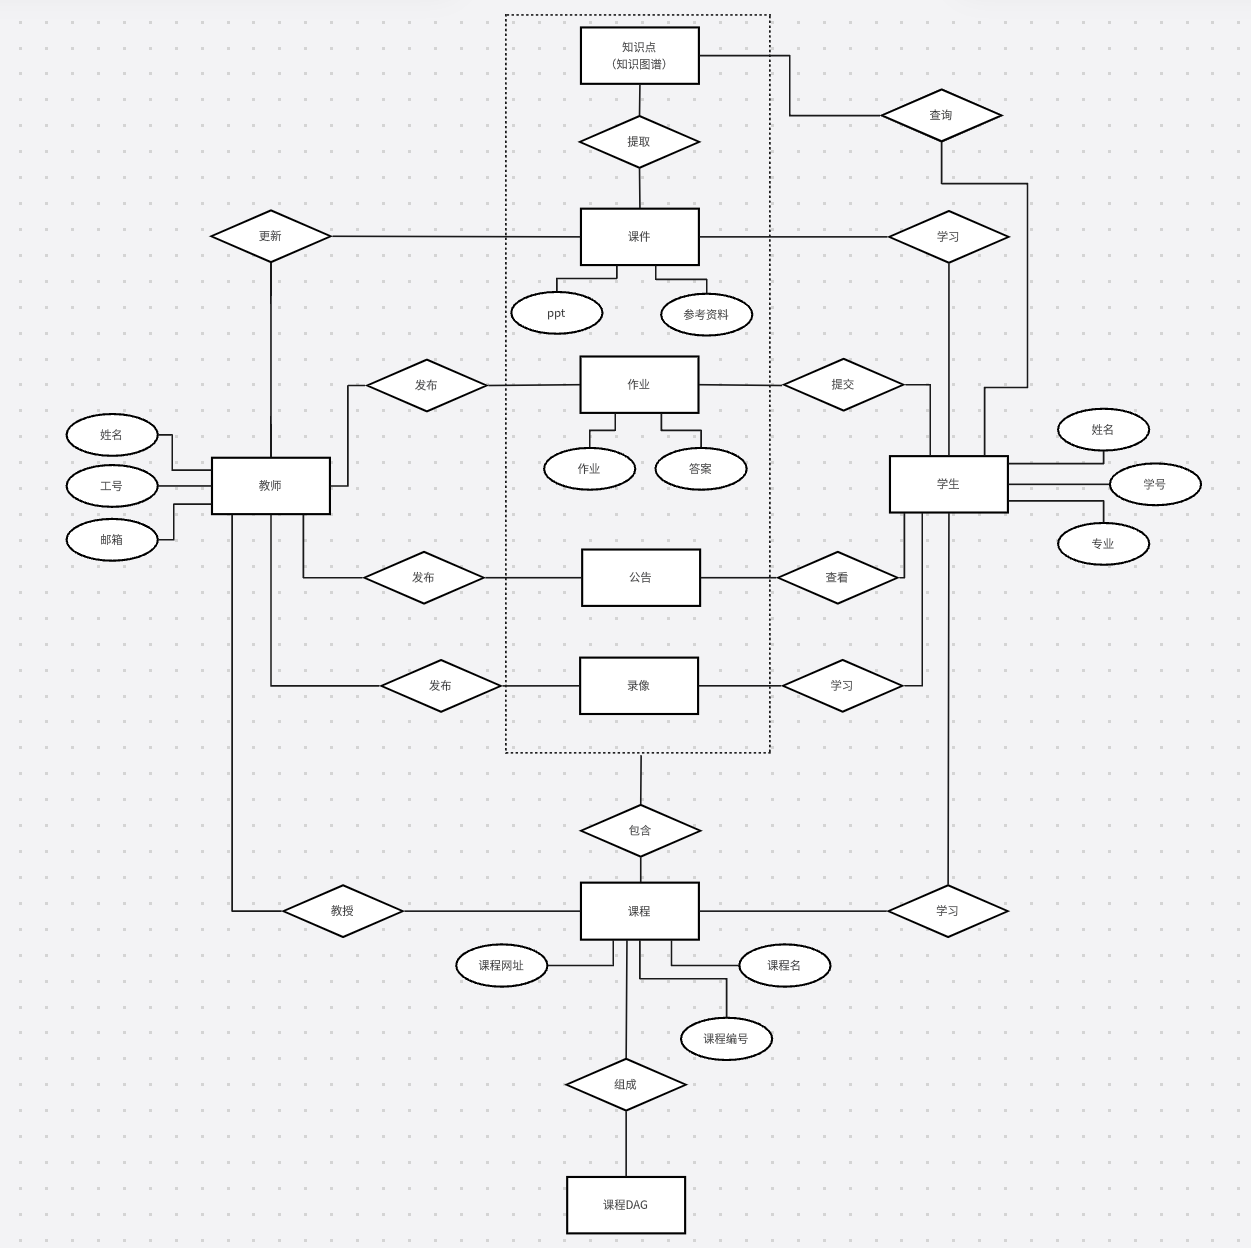 知识点
（知识图谱）
查询
提取
更新
课件
学习
ppt
参考资料
发布
作业
提交
姓名
姓名
作业
答案
教师
学生
工号
学号
邮箱
专业
发布
公告
查看
发布
录像
学习
包含
教授
课程
学习
课程网址
课程名
课程编号
组成
课程DAG